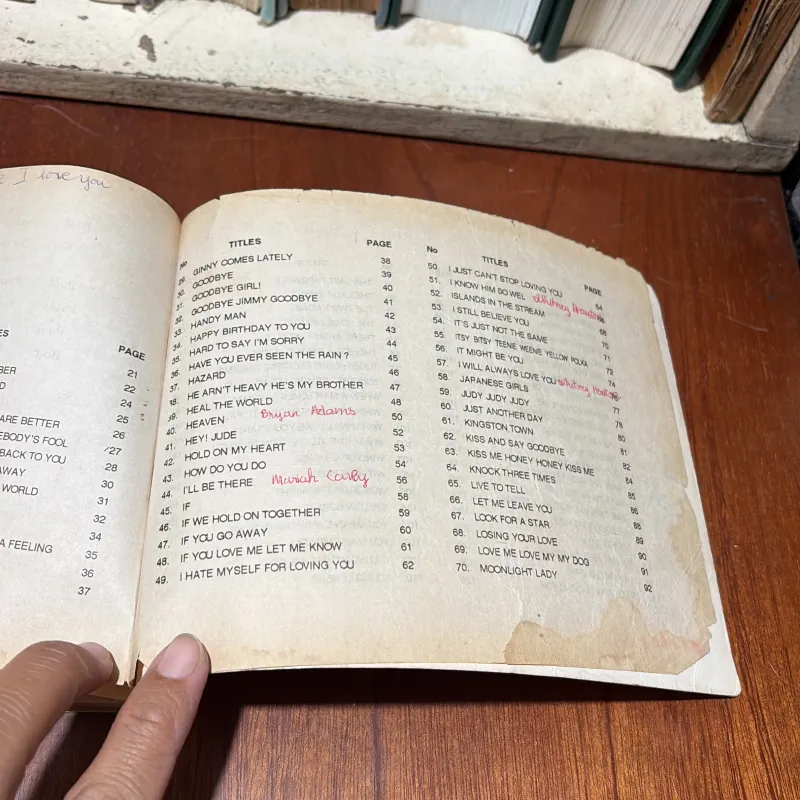 I love you
ES
PAGE
BER 21
D 22
24
ARE BETTER 25
EBODY'S FOOL 26
BACK TO YOU 27
AWAY 28
WORLD 30
31
32
34
A FEELING 35
36
37
No TITLES PAGE
29. GINNY COMES LATELY 38
30. GOODBYE 39
31. GOODBYE GIRL! 40
32. GOODBYE JIMMY GOODBYE 41
33. HANDY MAN 42
34. HAPPY BIRTHDAY TO YOU 43
35. HARD TO SAY I'M SORRY 44
36. HAVE YOU EVER SEEN THE RAIN ? 45
37. HAZARD 46
38. HE ARN'T HEAVY HE'S MY BROTHER 47
39. HEAL THE WORLD 48
40. HEAVEN Bryan Adams 50
41. HEY! JUDE 52
42. HOLD ON MY HEART 53
43. HOW DO YOU DO 54
44. I'LL BE THERE Mariah Carey 56
45. IF 58
46. IF WE HOLD ON TOGETHER 59
47. IF YOU GO AWAY 60
48. IF YOU LOVE ME LET ME KNOW 61
49. I HATE MYSELF FOR LOVING YOU 62
No TITLES PAGE
50. I JUST CAN'T STOP LOVING YOU 64
51. I KNOW HIM SO WEL Whitney Houston
52. ISLANDS IN THE STREAM 68
53. I STILL BELIEVE YOU 70
54. IT'S JUST NOT THE SAME 71
55. ITSY BITSY TEENIE WEENIE YELLOW POLKA 72
56. IT MIGHT BE YOU 74
57. I WILL ALWAYS LOVE YOU Whitney Houston
58. JAPANESE GIRLS 77
59. JUDY JUDY JUDY 78
60. JUST ANOTHER DAY 80
61. KINGSTON TOWN 81
62. KISS AND SAY GOODBYE 82
63. KISS ME HONEY HONEY KISS ME 84
64. KNOCK THREE TIMES 85
65. LIVE TO TELL 86
66. LET ME LEAVE YOU 88
67. LOOK FOR A STAR 89
68. LOSING YOUR LOVE 90
69. LOVE ME LOVE MY MY DOG 91
70. MOONLIGHT LADY 92